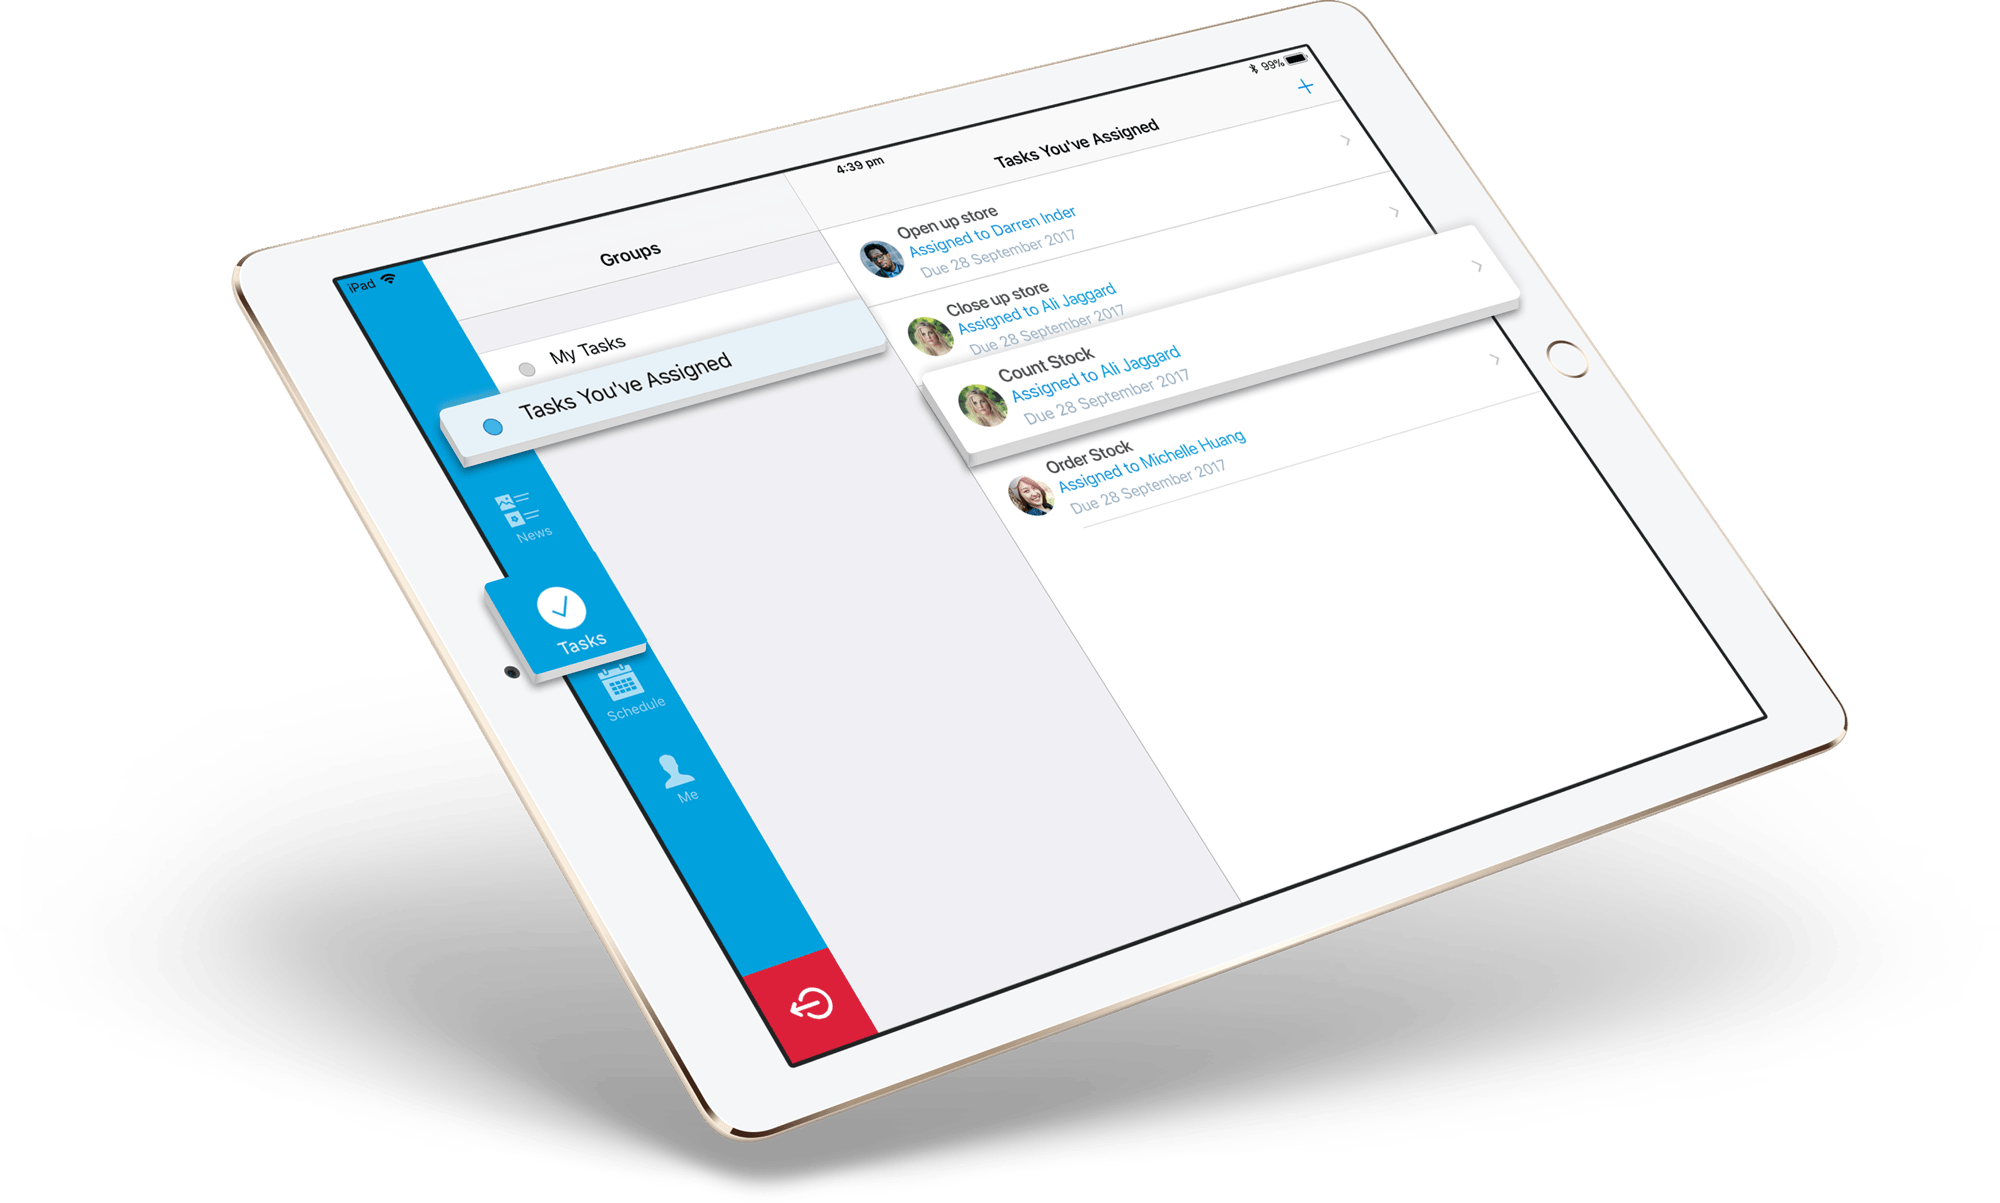 iPad
4:39 pm
99%
Groups
My Tasks
Tasks You've Assigned
News
Tasks
Schedule
Me
Tasks You've Assigned
Open up store
Assigned to Darren Inder
Due 28 September 2017
Close up store
Assigned to Ali Jaggard
Due 28 September 2017
Count Stock
Assigned to Ali Jaggard
Due 28 September 2017
Order Stock
Assigned to Michelle Huang
Due 28 September 2017